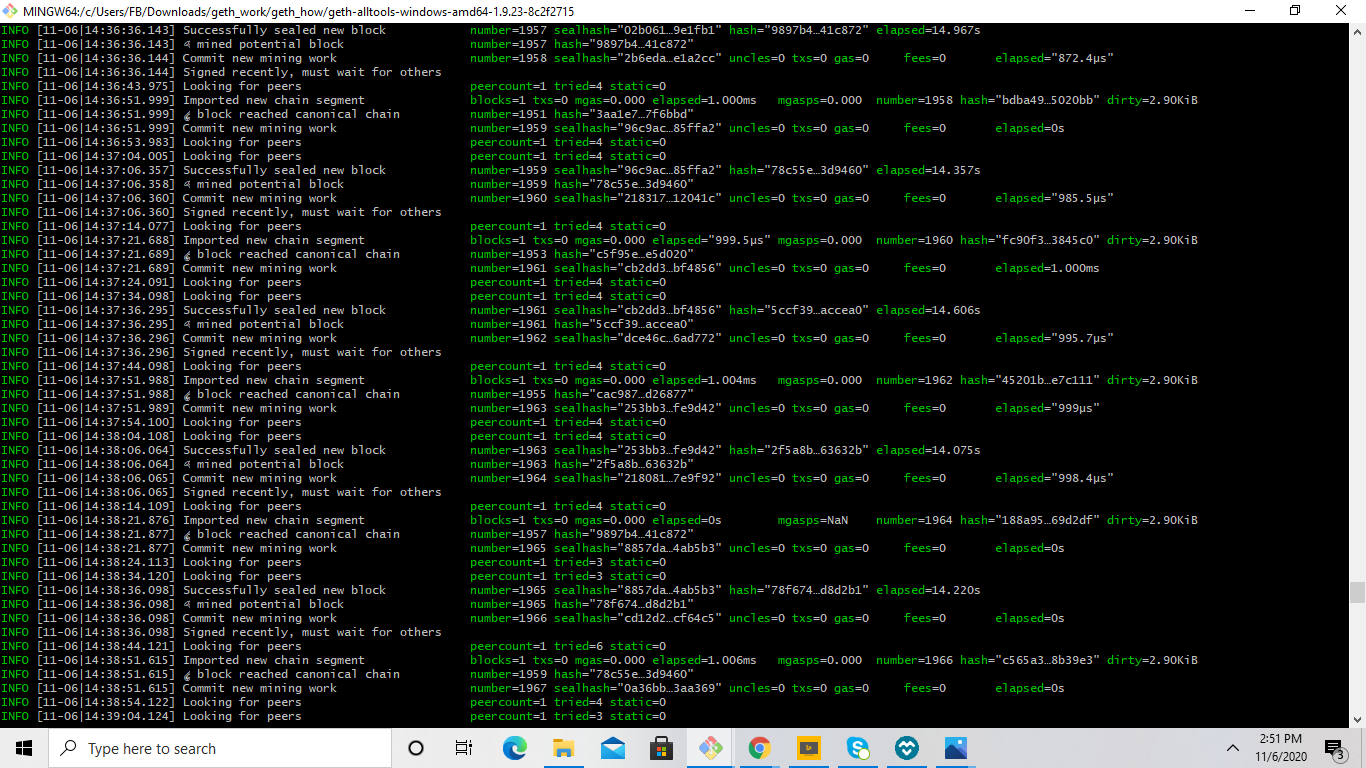 MINGW64:/c/Users/FB/Downloads/geth_work/geth_how/geth-alltools-windows-amd64-1.9.23-8c2f2715
INFO [11-06|14:36:36.143] Successfully sealed new block number=1957 sealhash="02b061…9e1fb1" hash="9897b4…41c872" elapsed=14.967s
INFO [11-06|14:36:36.143] mined potential block number=1957 hash="9897b4…41c872"
INFO [11-06|14:36:36.144] Commit new mining work number=1958 sealhash="2b6eda…e1a2cc" uncles=0 txs=0 gas=0 fees=0 elapsed="872.4µs"
INFO [11-06|14:36:36.144] Signed recently, must wait for others
INFO [11-06|14:36:43.975] Looking for peers peercount=1 tried=4 static=0
INFO [11-06|14:36:51.999] Imported new chain segment blocks=1 txs=0 mgas=0.000 elapsed=1.000ms mgasps=0.000 number=1958 hash="bdba49…5020bb" dirty=2.90KiB
INFO [11-06|14:36:51.999] block reached canonical chain number=1951 hash="3aa1e7…7f6bbd"
INFO [11-06|14:36:51.999] Commit new mining work number=1959 sealhash="96c9ac…85ffa2" uncles=0 txs=0 gas=0 fees=0 elapsed=0s
INFO [11-06|14:36:53.983] Looking for peers peercount=1 tried=4 static=0
INFO [11-06|14:37:04.005] Looking for peers peercount=1 tried=4 static=0
INFO [11-06|14:37:06.357] Successfully sealed new block number=1959 sealhash="96c9ac…85ffa2" hash="78c55e…3d9460" elapsed=14.357s
INFO [11-06|14:37:06.358] mined potential block number=1959 hash="78c55e…3d9460"
INFO [11-06|14:37:06.360] Commit new mining work number=1960 sealhash="218317…12041c" uncles=0 txs=0 gas=0 fees=0 elapsed="985.5µs"
INFO [11-06|14:37:06.360] Signed recently, must wait for others
INFO [11-06|14:37:14.077] Looking for peers peercount=1 tried=4 static=0
INFO [11-06|14:37:21.688] Imported new chain segment blocks=1 txs=0 mgas=0.000 elapsed="999.5µs" mgasps=0.000 number=1960 hash="fc90f3…3845c0" dirty=2.90KiB
INFO [11-06|14:37:21.689] block reached canonical chain number=1953 hash="c5f95e…e5d020"
INFO [11-06|14:37:21.689] Commit new mining work number=1961 sealhash="cb2dd3…bf4856" uncles=0 txs=0 gas=0 fees=0 elapsed=1.000ms
INFO [11-06|14:37:24.091] Looking for peers peercount=1 tried=4 static=0
INFO [11-06|14:37:34.098] Looking for peers peercount=1 tried=4 static=0
INFO [11-06|14:37:36.295] Successfully sealed new block number=1961 sealhash="cb2dd3…bf4856" hash="5ccf39…accea0" elapsed=14.606s
INFO [11-06|14:37:36.295] mined potential block number=1961 hash="5ccf39…accea0"
INFO [11-06|14:37:36.296] Commit new mining work number=1962 sealhash="dce46c…6ad772" uncles=0 txs=0 gas=0 fees=0 elapsed="995.7µs"
INFO [11-06|14:37:36.296] Signed recently, must wait for others
INFO [11-06|14:37:44.098] Looking for peers peercount=1 tried=4 static=0
INFO [11-06|14:37:51.988] Imported new chain segment blocks=1 txs=0 mgas=0.000 elapsed=1.004ms mgasps=0.000 number=1962 hash="45201b…e7c111" dirty=2.90KiB
INFO [11-06|14:37:51.988] block reached canonical chain number=1955 hash="cac987…d26877"
INFO [11-06|14:37:51.989] Commit new mining work number=1963 sealhash="253bb3…fe9d42" uncles=0 txs=0 gas=0 fees=0 elapsed="999µs"
INFO [11-06|14:37:54.100] Looking for peers peercount=1 tried=4 static=0
INFO [11-06|14:38:04.108] Looking for peers peercount=1 tried=4 static=0
INFO [11-06|14:38:06.064] Successfully sealed new block number=1963 sealhash="253bb3…fe9d42" hash="2f5a8b…63632b" elapsed=14.075s
INFO [11-06|14:38:06.064] mined potential block number=1963 hash="2f5a8b…63632b"
INFO [11-06|14:38:06.065] Commit new mining work number=1964 sealhash="218081…7e9f92" uncles=0 txs=0 gas=0 fees=0 elapsed="998.4µs"
INFO [11-06|14:38:06.065] Signed recently, must wait for others
INFO [11-06|14:38:14.109] Looking for peers peercount=1 tried=4 static=0
INFO [11-06|14:38:21.876] Imported new chain segment blocks=1 txs=0 mgas=0.000 elapsed=0s mgasps=NaN number=1964 hash="188a95…69d2df" dirty=2.90KiB
INFO [11-06|14:38:21.877] block reached canonical chain number=1957 hash="9897b4…41c872"
INFO [11-06|14:38:21.877] Commit new mining work number=1965 sealhash="8857da…4ab5b3" uncles=0 txs=0 gas=0 fees=0 elapsed=0s
INFO [11-06|14:38:24.113] Looking for peers peercount=1 tried=3 static=0
INFO [11-06|14:38:34.120] Looking for peers peercount=1 tried=3 static=0
INFO [11-06|14:38:36.098] Successfully sealed new block number=1965 sealhash="8857da…4ab5b3" hash="78f674…d8d2b1" elapsed=14.220s
INFO [11-06|14:38:36.098] mined potential block number=1965 hash="78f674…d8d2b1"
INFO [11-06|14:38:36.098] Commit new mining work number=1966 sealhash="cd12d2…cf64c5" uncles=0 txs=0 gas=0 fees=0 elapsed=0s
INFO [11-06|14:38:36.098] Signed recently, must wait for others
INFO [11-06|14:38:44.121] Looking for peers peercount=1 tried=6 static=0
INFO [11-06|14:38:51.615] Imported new chain segment blocks=1 txs=0 mgas=0.000 elapsed=1.006ms mgasps=0.000 number=1966 hash="c565a3…8b39e3" dirty=2.90KiB
INFO [11-06|14:38:51.615] block reached canonical chain number=1959 hash="78c55e…3d9460"
INFO [11-06|14:38:51.615] Commit new mining work number=1967 sealhash="0a36bb…3aa369" uncles=0 txs=0 gas=0 fees=0 elapsed=0s
INFO [11-06|14:38:54.122] Looking for peers peercount=1 tried=4 static=0
INFO [11-06|14:39:04.124] Looking for peers peercount=1 tried=3 static=0
Type here to search
2:51 PM
11/6/2020
3